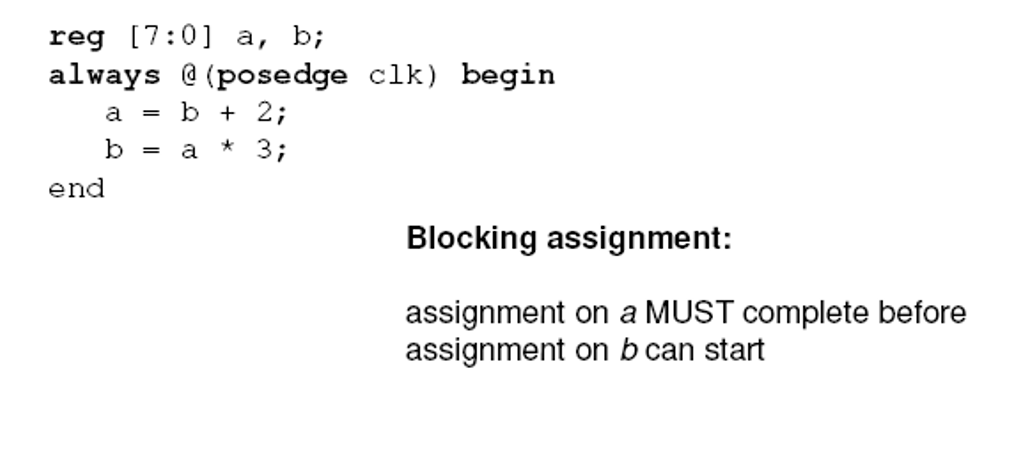 reg [7:0] a, b;
always @(posedge clk) begin
a = b + 2;
b = a * 3;
end
Blocking assignment:
assignment on a MUST complete before
assignment on b can start